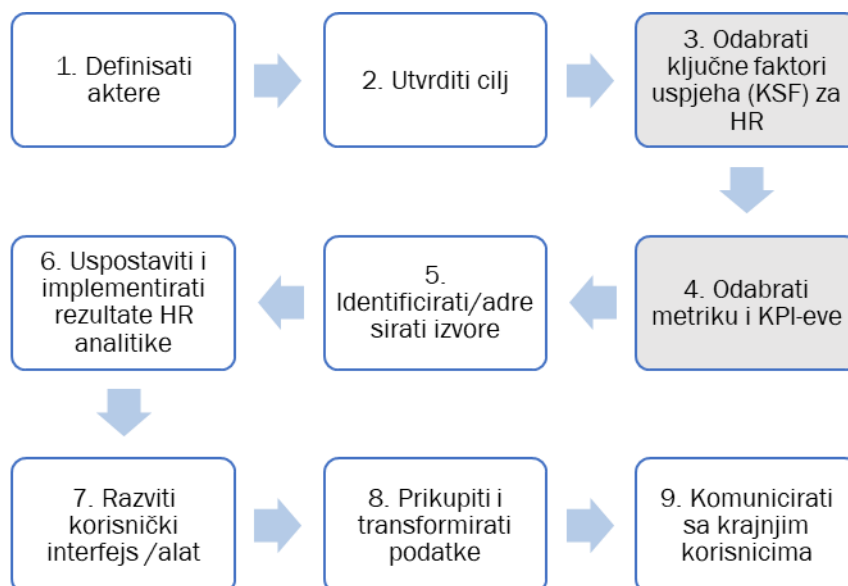 1. Definisati
aktere
2. Utvrditi cilj
3. Odabrati
ključne faktori
uspjeha (KSF) za
HR
4. Odabrati
metriku i KPI-eve
5.
Identificirati/adre
sirati izvore
6. Uspostaviti i
implementirati
rezultate HR
analitike
7. Razviti
korisnički
interfejs /alat
8. Prikupiti i
transformirati
podatke
9. Komunicirati
sa krajnjim
korisnicima